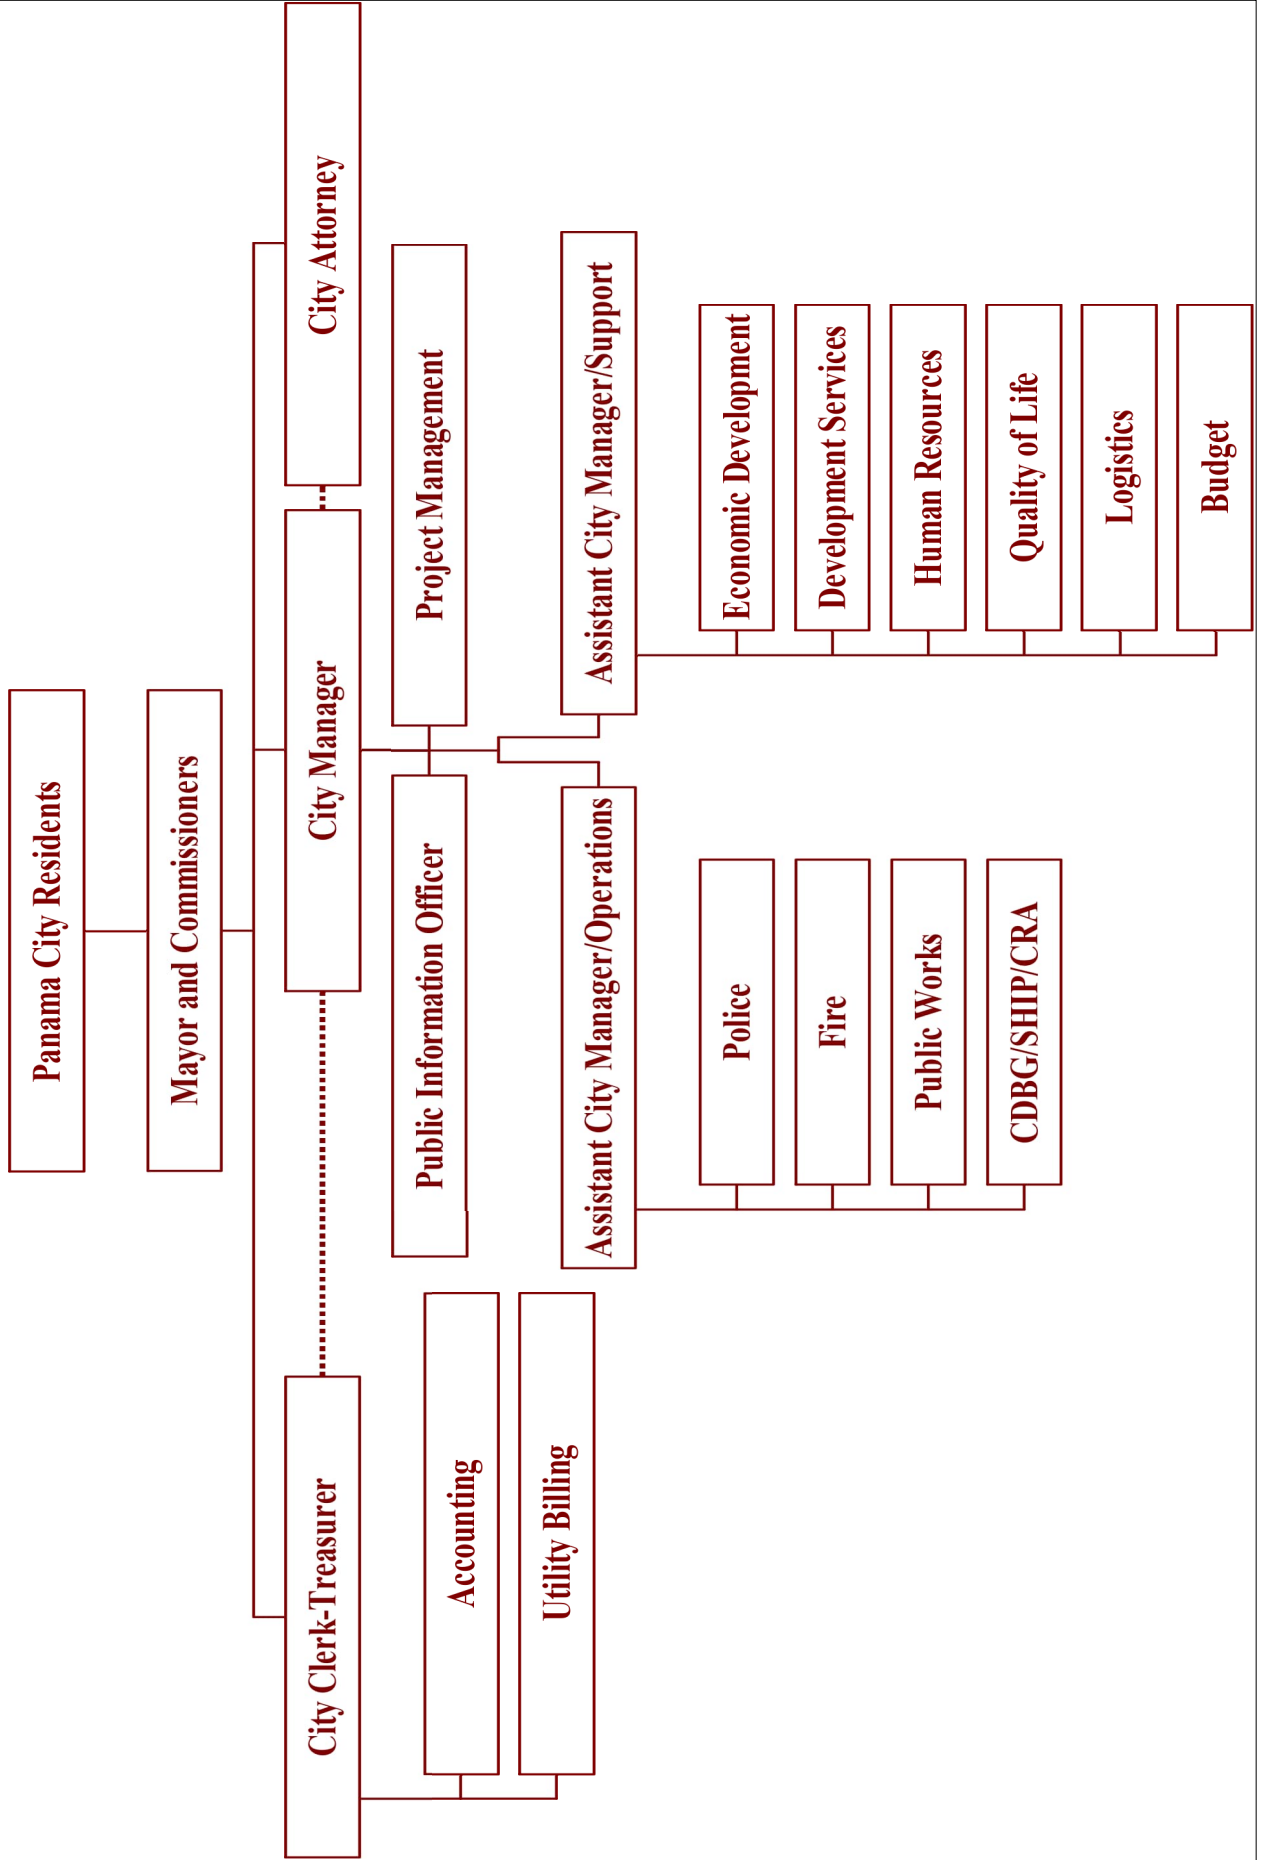 Panama City Residents
Mayor and Commissioners
City Clerk-Treasurer
City Manager
City Attorney
Accounting
Utility Billing
Public Information Officer
Project Management
Assistant City Manager/Operations
Police
Fire
Public Works
CDBG/SHIP/CRA
Assistant City Manager/Support
Economic Development
Development Services
Human Resources
Quality of Life
Logistics
Budget